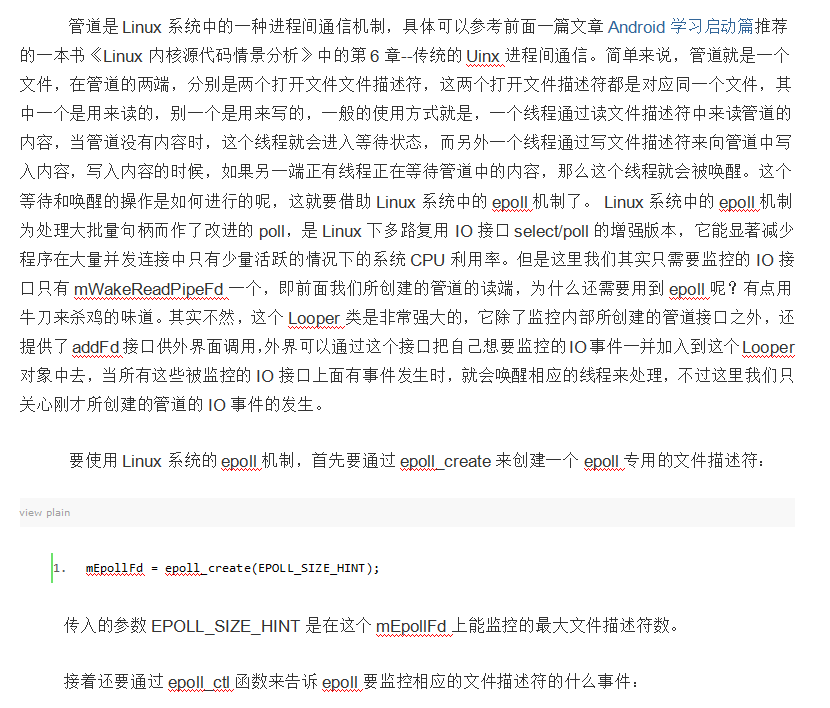 管道是 Linux 系统中的一种进程间通信机制，具体可以参考前面一篇文章 Android 学习启动篇推荐
的一本书《Linux 内核源代码情景分析》中的第 6 章--传统的 Uinx 进程间通信。简单来说，管道就是一个
文件，在管道的两端，分别是两个打开文件文件描述符，这两个打开文件描述符都是对应同一个文件，其
中一个是用来读的，别一个是用来写的，一般的使用方式就是，一个线程通过读文件描述符中来读管道的
内容，当管道没有内容时，这个线程就会进入等待状态，而另外一个线程通过写文件描述符来向管道中写
入内容，写入内容的时候，如果另一端正有线程正在等待管道中的内容，那么这个线程就会被唤醒。这个
等待和唤醒的操作是如何进行的呢，这就要借助 Linux 系统中的 epoll 机制了。 Linux 系统中的 epoll 机制
为处理大批量句柄而作了改进的 poll，是 Linux 下多路复用 IO 接口 select/poll 的增强版本，它能显著减少
程序在大量并发连接中只有少量活跃的情况下的系统 CPU 利用率。但是这里我们其实只需要监控的 IO 接
口只有 mWakeReadPipeFd 一个，即前面我们所创建的管道的读端，为什么还需要用到 epoll 呢？有点用
牛刀来杀鸡的味道。其实不然，这个 Looper 类是非常强大的，它除了监控内部所创建的管道接口之外，还
提供了 addFd 接口供外界面调用，外界可以通过这个接口把自己想要监控的 IO 事件一并加入到这个 Looper
对象中去，当所有这些被监控的 IO 接口上面有事件发生时，就会唤醒相应的线程来处理，不过这里我们只
关心刚才所创建的管道的 IO 事件的发生。
要使用 Linux 系统的 epoll 机制，首先要通过 epoll_create 来创建一个 epoll 专用的文件描述符：
view plain
1. mEpollFd = epoll_create(EPOLL_SIZE_HINT);
传入的参数 EPOLL_SIZE_HINT 是在这个 mEpollFd 上能监控的最大文件描述符数。
接着还要通过 epoll_ctl 函数来告诉 epoll 要监控相应的文件描述符的什么事件：